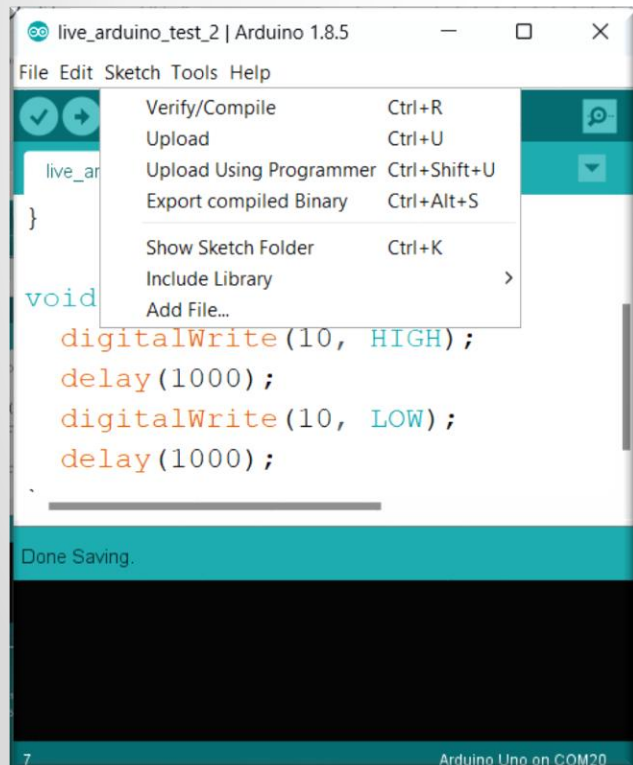 live_arduino_test_2 | Arduino 1.8.5
File Edit Sketch Tools Help
Verify/Compile Ctrl+R
Upload Ctrl+U
live_ar
Upload Using Programmer Ctrl+Shift+U
Export compiled Binary Ctrl+Alt+S
}
Show Sketch Folder Ctrl+K
Include Library
void
Add File...
digitalWrite(10, HIGH);
delay(1000);
digitalWrite(10, LOW);
delay(1000);
Done Saving.
7 Arduino Uno on COM20